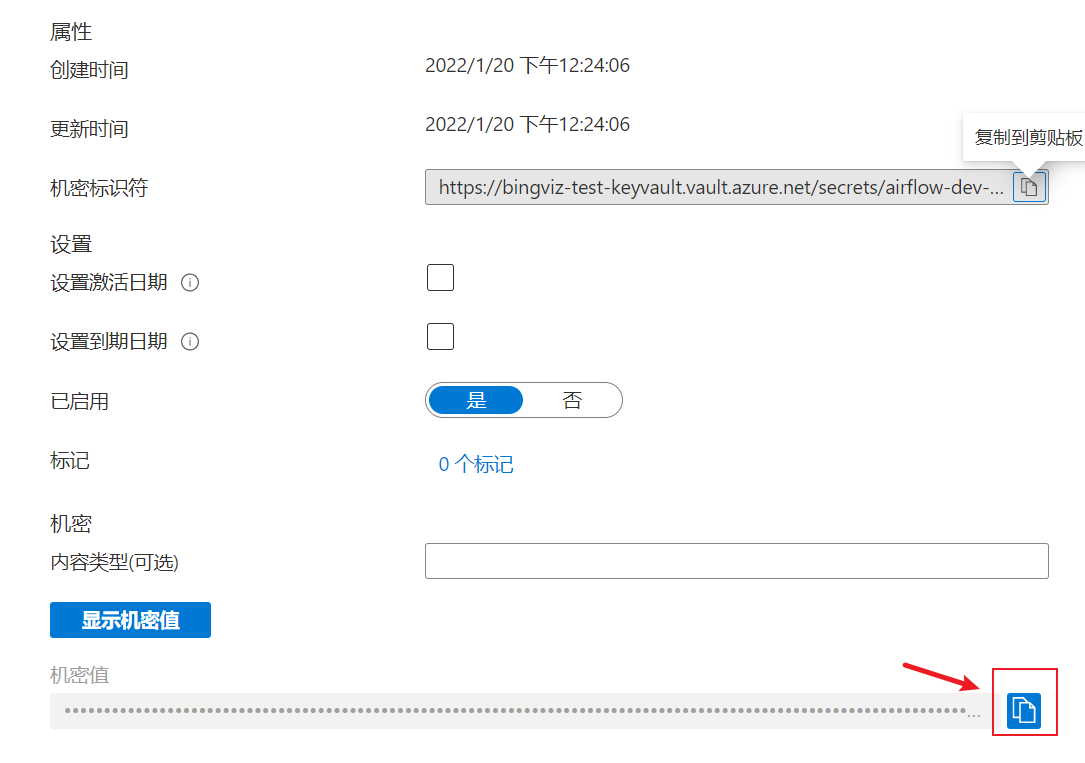 属性
创建时间
2022/1/20 下午12:24:06
更新时间
2022/1/20 下午12:24:06
复制到剪贴板
机密标识符
https://bingviz-test-keyvault.vault.azure.net/secrets/airflow-dev-...
设置
设置激活日期
设置到期日期
已启用
是
否
标记
0 个标记
机密
内容类型(可选)
显示机密值
机密值